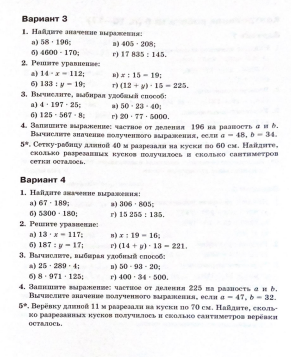 Вариант 3
1. Найдите значение выражения:
а) 58 · 196; в) 405 · 208;
б) 4600 · 170; г) 17 835 : 145.
2. Решите уравнение:
а) 14 · x = 112; в) x : 15 = 19;
б) 133 : y = 19; г) (12 + y) · 15 = 225.
3. Вычислите, выбирая удобный способ:
а) 4 · 197 · 25; в) 50 · 23 · 40;
б) 125 · 567 · 8; г) 20 · 77 · 5000.
4. Запишите выражение: частное от деления 196 на разность a и b.
Вычислите значение полученного выражения, если a = 48, b = 34.
5*. Сетку-рабицу длиной 40 м разрезали на куски по 60 см. Найдите,
сколько разрезанных кусков получилось и сколько сантиметров
сетки осталось.
Вариант 4
1. Найдите значение выражения:
а) 67 · 189; в) 306 · 805;
б) 5300 · 180; г) 15 255 : 135.
2. Решите уравнение:
а) 13 · x = 117; в) x : 19 = 16;
б) 187 : y = 17; г) (14 + y) · 13 = 221.
3. Вычислите, выбирая удобный способ:
а) 25 · 289 · 4; в) 50 · 93 · 20;
б) 8 · 971 · 125; г) 400 · 34 · 500.
4. Запишите выражение: частное от деления 225 на разность a и b.
Вычислите значение полученного выражения, если a = 47, b = 32.
5*. Верёвку длиной 11 м разрезали на куски по 70 см. Найдите, сколь-
ко разрезанных кусков получилось и сколько сантиметров верёвки
осталось.